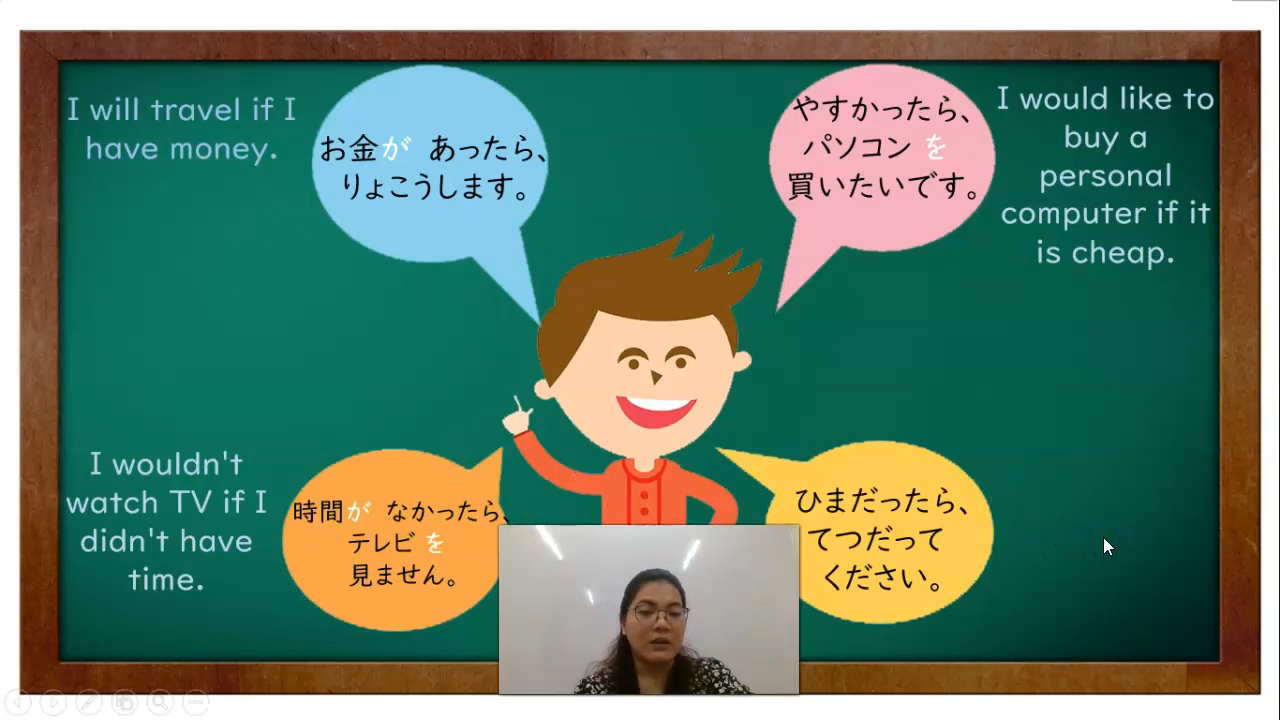 I will travel if I
have money.
お金が あったら、
りょこうします。
やすかったら、
パソコン を
買いたいです。
I would like to
buy a
personal
computer if it
is cheap.
I wouldn't
watch TV if I
didn't have
time.
時間が なかったら、
テレビ を
見ません。
ひまだったら、
てつだって
ください。